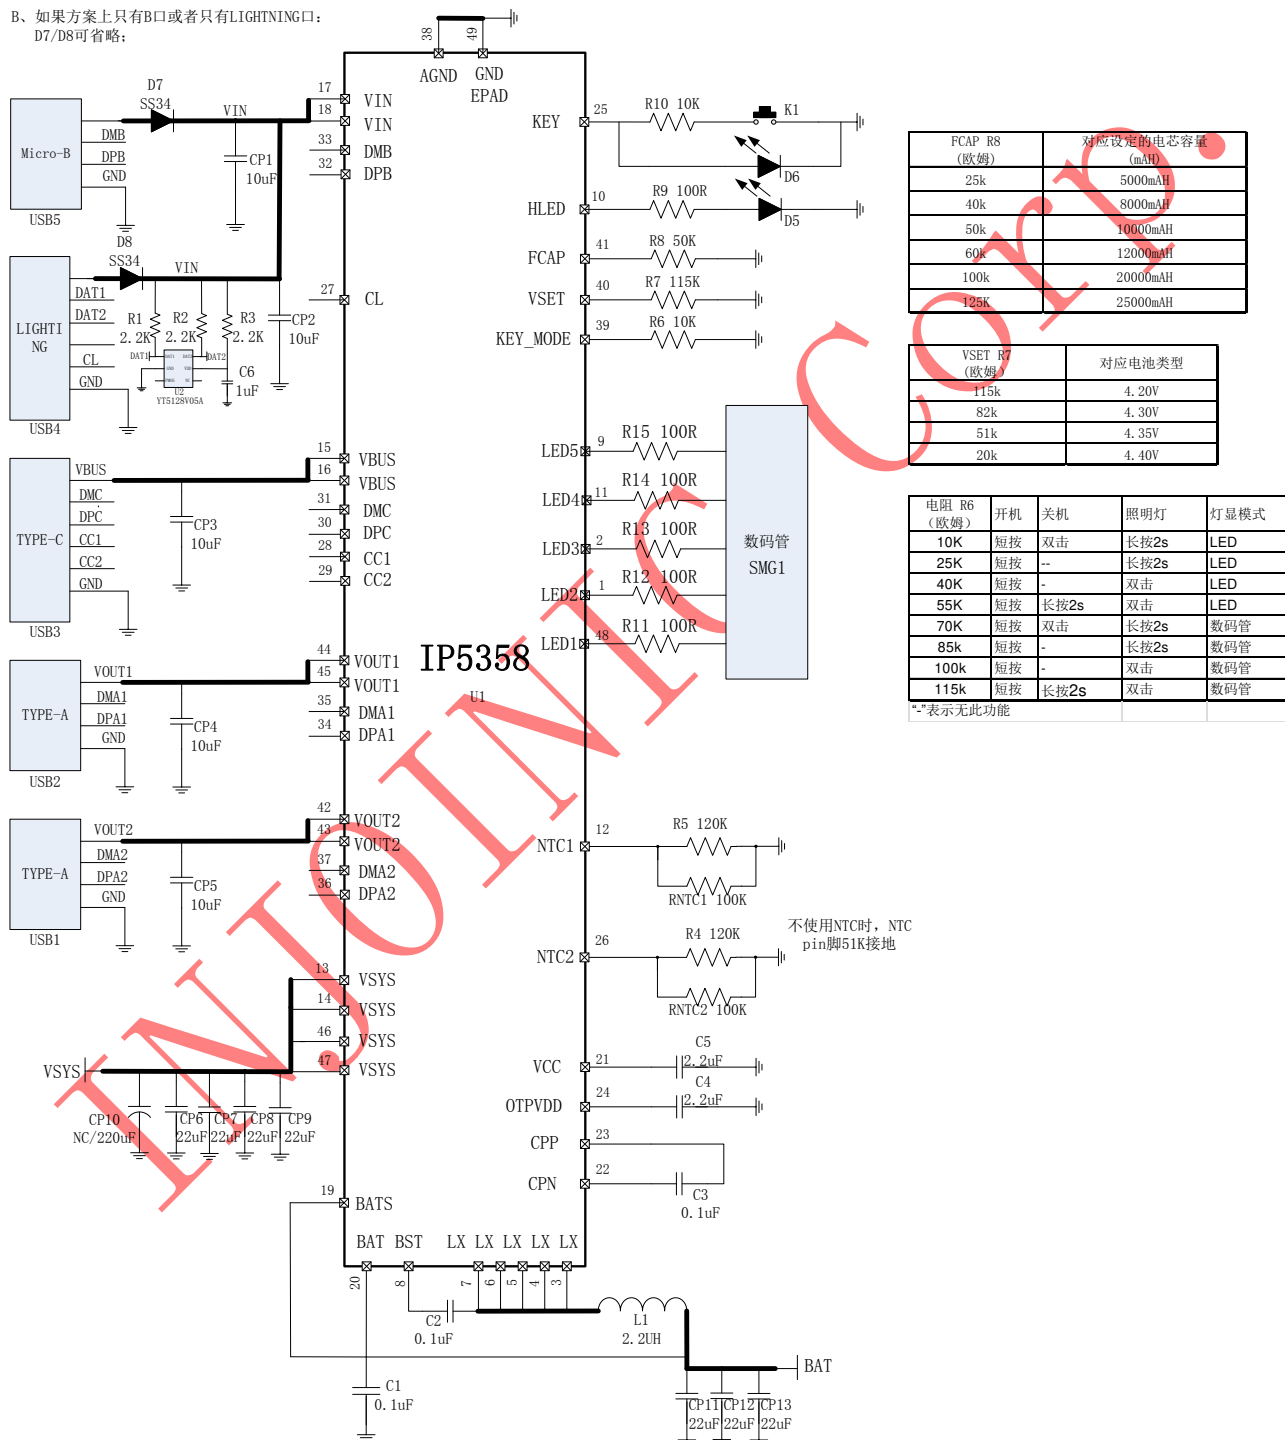 B、如果方案上只有B口或者只有LIGHTNING口:
D7/D8可省略;
38
49
AGND
GND
EPAD
D7
SS34
VIN
17
VIN
18
VIN
33
DMB
32
DPB
Micro-B
DMB
DPB
GND
USB5
CP1
10uF
D8
SS34
VIN
LIGHTI
NG
DAT1
DAT2
CL
GND
USB4
R1
2.2K
R2
2.2K
R3
2.2K
CP2
10uF
DAT1
DAT2
U2
YT5128V05A
C6
1uF
27
CL
TYPE-C
VBUS
DMC
DPC
CC1
CC2
GND
USB3
CP3
10uF
15
VBUS
16
VBUS
31
DMC
30
DPC
28
CC1
29
CC2
TYPE-A
VOUT1
DMA1
DPA1
GND
USB2
CP4
10uF
44
VOUT1
45
VOUT1
35
DMA1
34
DPA1
IP5358
U1
TYPE-A
VOUT2
DMA2
DPA2
GND
USB1
CP5
10uF
42
VOUT2
43
VOUT2
37
DMA2
36
DPA2
13
VSYS
14
VSYS
46
VSYS
47
VSYS
VSYS
CP10
NC/220uF
CP6
22uF
CP7
22uF
CP8
22uF
CP9
22uF
19
BATS
BAT BST LX LX LX LX LX
20
8
7
6
5
4
3
C2
0.1uF
L1
2.2UH
C1
0.1uF
BAT
CP11
22uF
CP12
22uF
CP13
22uF
KEY
25
R10 10K
K1
D6
HLED
10
R9 100R
D5
FCAP
41
R8 50K
VSET
40
R7 115K
KEY_MODE
39
R6 10K
LED5
9
R15 100R
LED4
11
R14 100R
LED3
2
R13 100R
LED2
1
R12 100R
LED1
48
R11 100R
数码管
SMG1
NTC1
12
R5 120K
RNTC1 100K
NTC2
26
R4 120K
RNTC2 100K
不使用NTC时, NTC
pin脚51K接地
VCC
21
C5
2.2uF
OTPVDD
24
C4
2.2uF
CPP
23
CPN
22
C3
0.1uF
FCAP R8
(欧姆)
对应设定的电芯容量
(mAH)
25k 5000mAH
40k 8000mAH
50k 10000mAH
60k 12000mAH
100k 20000mAH
125K 25000mAH
VSET R7
(欧姆)
对应电池类型
115k 4.20V
82k 4.30V
51k 4.35V
20k 4.40V
电阻 R6
(欧姆)
开机 关机 照明灯 灯显模式
10K 短按 双击 长按2s LED
25K 短按 -- 长按2s LED
40K 短按 - 双击 LED
55K 短按 长按2s 双击 LED
70K 短按 双击 长按2s 数码管
85k 短按 - 长按2s 数码管
100k 短按 - 双击 数码管
115k 短按 长按2s 双击 数码管
“-”表示无此功能
INJOINIC Corp.